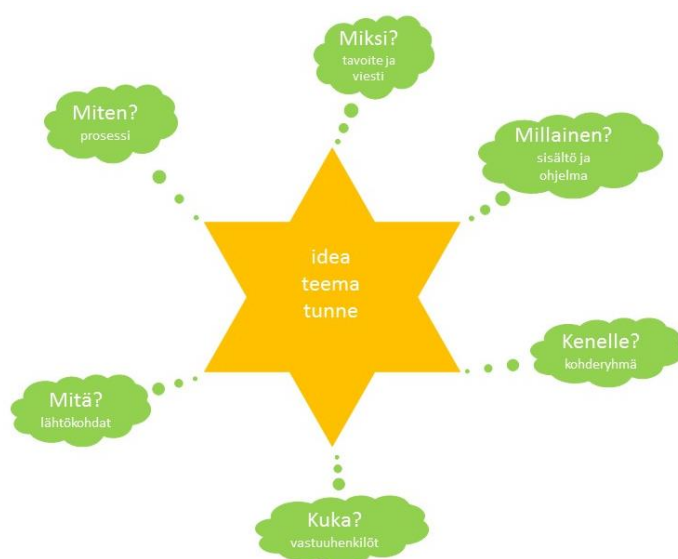 Miksi?
tavoite ja
viesti
Miten?
prosessi
Millainen?
sisältö ja
ohjelma
idea
teema
tunne
Kenelle?
kohderyhmä
Mitä?
lähtökohdat
Kuka?
vastuuhenkilöt